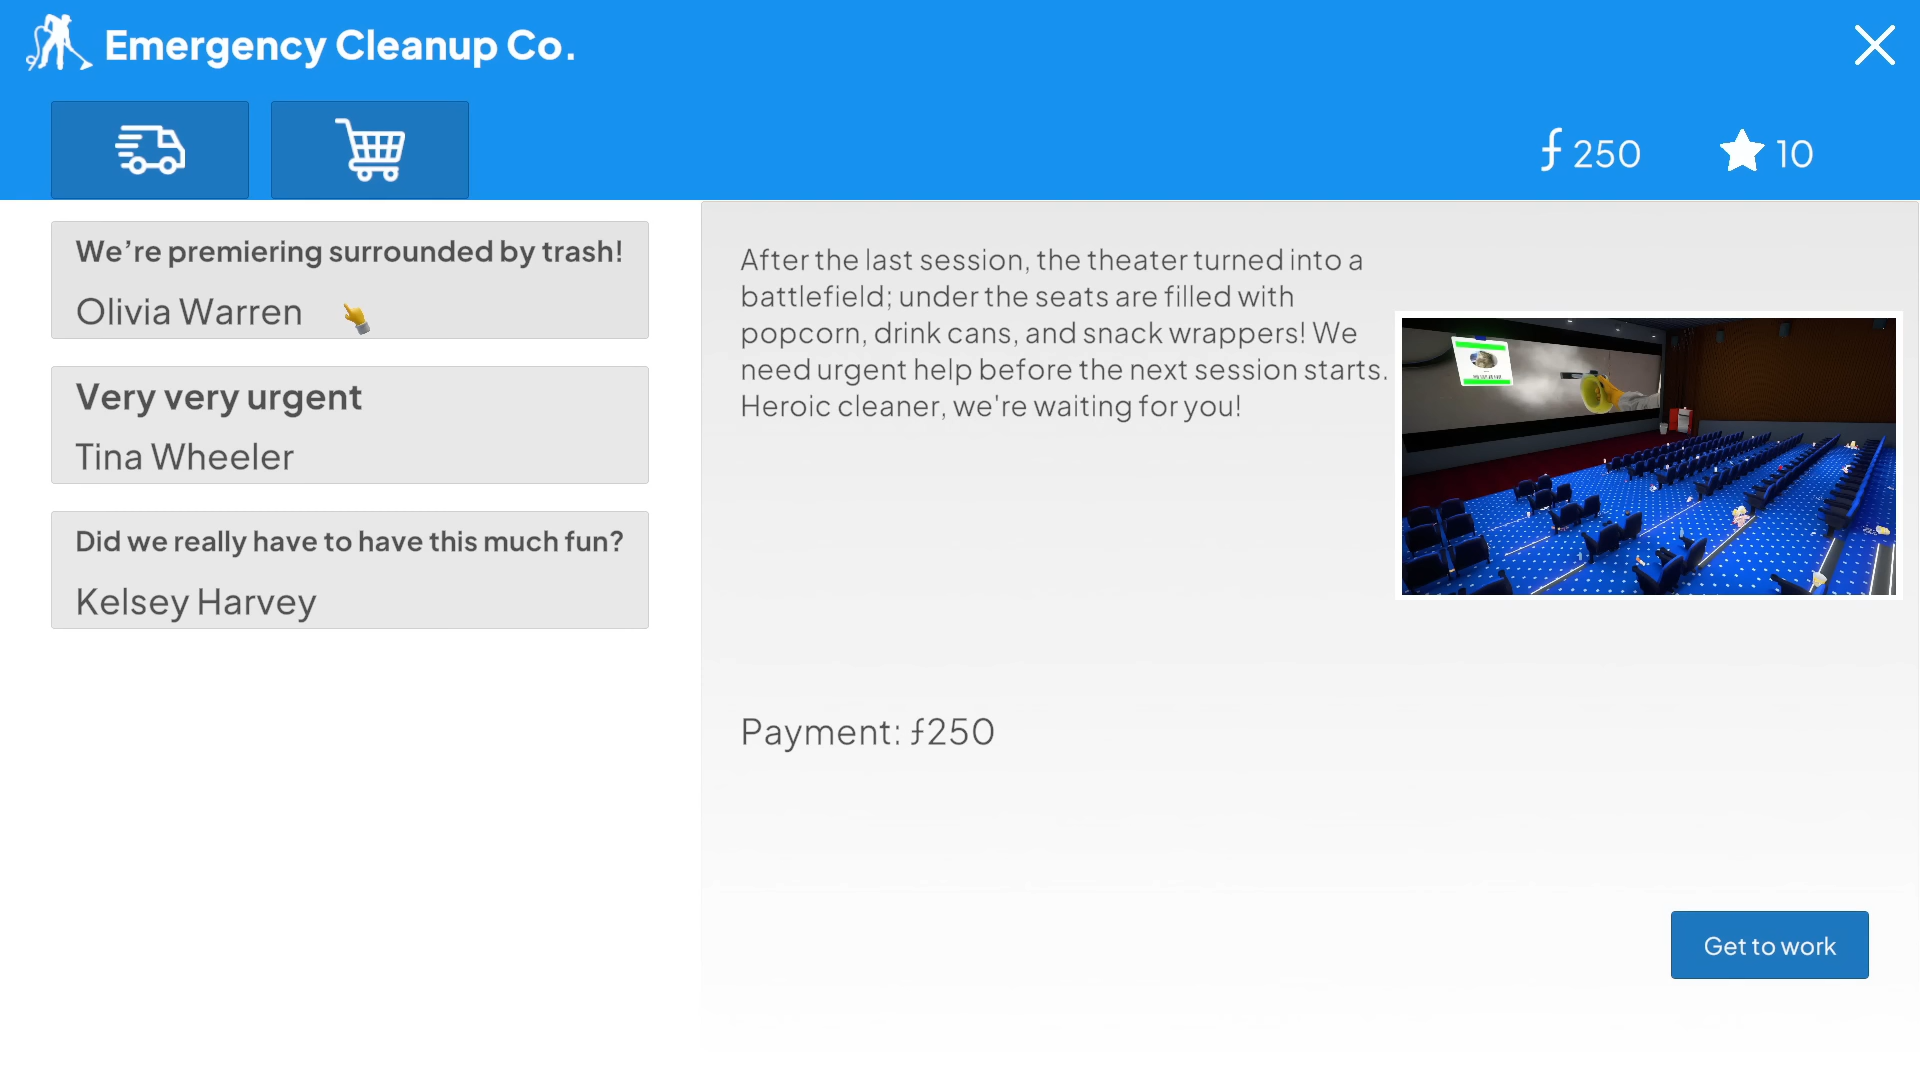 Emergency Cleanup Co.
ƒ 250
10
We’re premiering surrounded by trash!
Olivia Warren
Very very urgent
Tina Wheeler
Did we really have to have this much fun?
Kelsey Harvey
After the last session, the theater turned into a
battlefield; under the seats are filled with
popcorn, drink cans, and snack wrappers! We
need urgent help before the next session starts.
Heroic cleaner, we're waiting for you!
Payment: ƒ250
Get to work